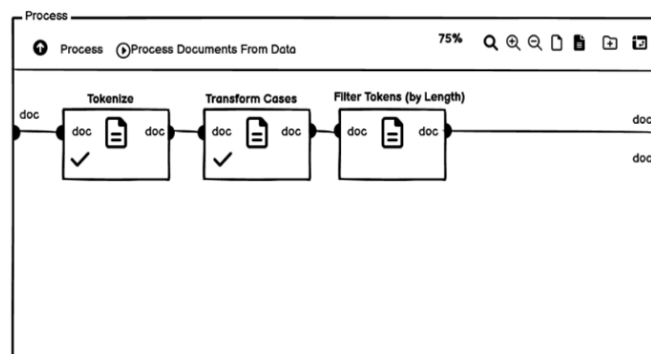 Process
Process Process Documents From Data 75%
Tokenize Transform Cases Filter Tokens (by Length)
doc doc
doc doc doc doc doc doc
doc